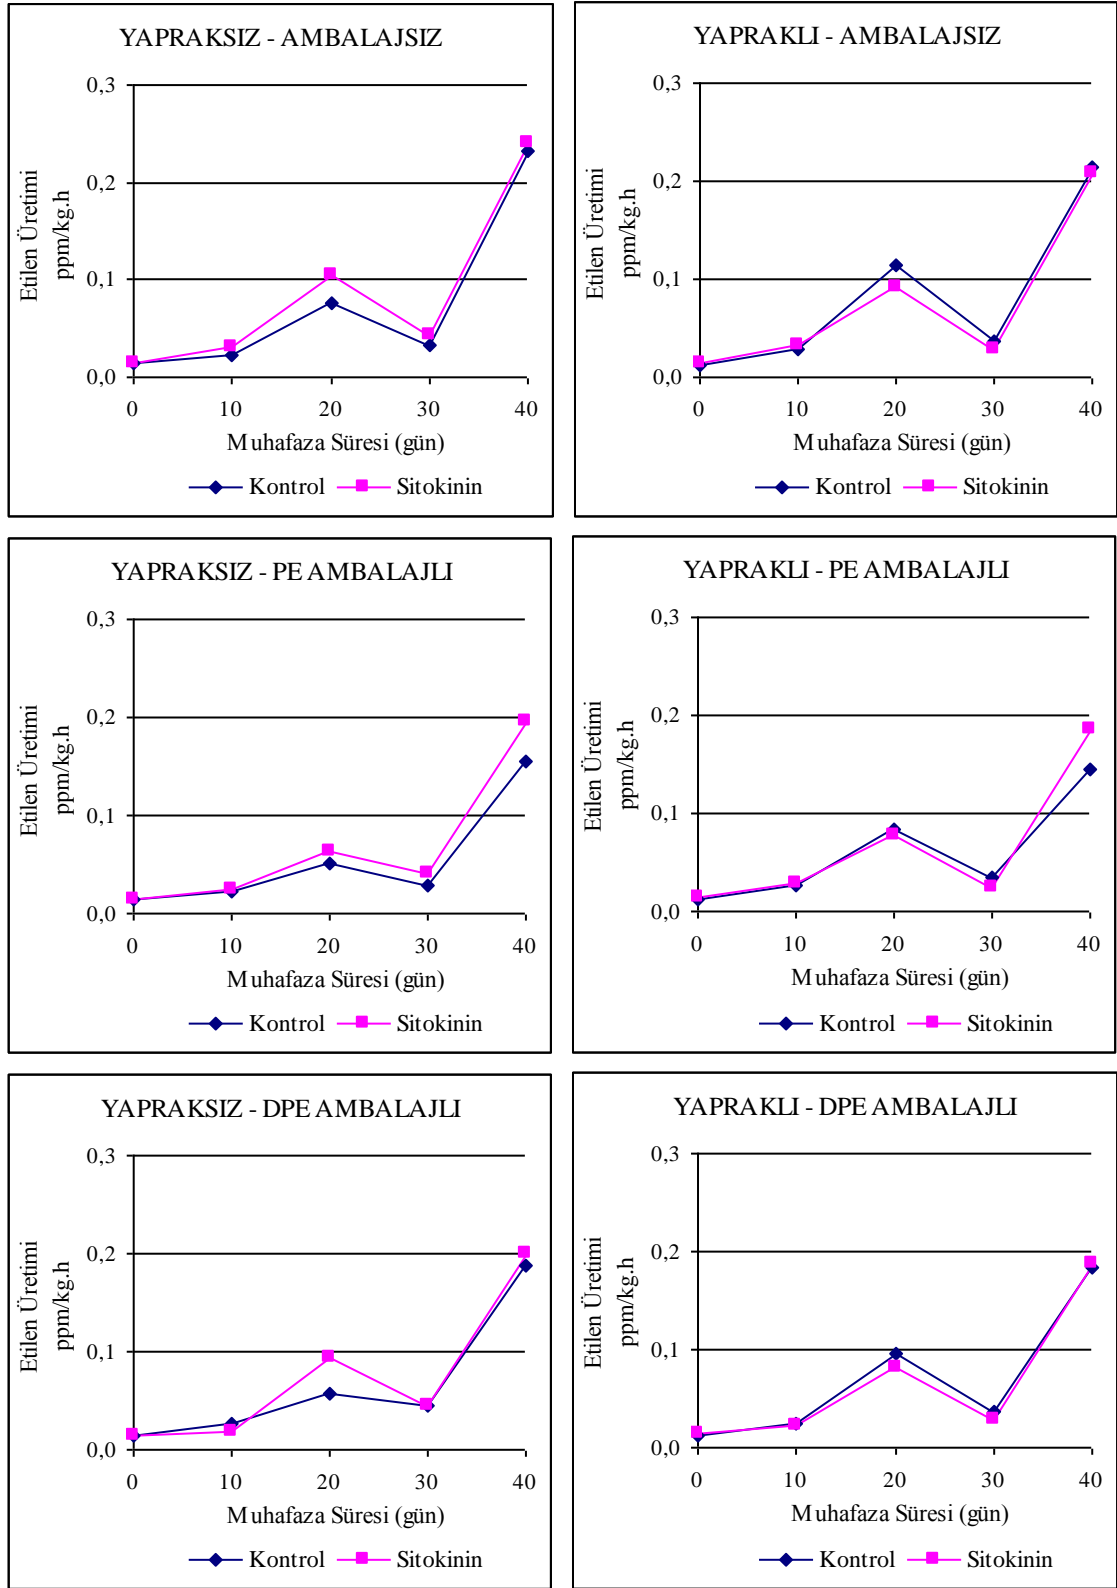 YAPRAKSIZ - AMBALAJSIZ
0,3
0,2
0,1
0,0
Etilen Üretimi
ppm/kg.h
0 10 20 30 40
Muhafaza Süresi (gün)
Kontrol Sitokinin
YAPRAKLI - AMBALAJSIZ
0,3
0,2
0,1
0,0
Etilen Üretimi
ppm/kg.h
0 10 20 30 40
Muhafaza Süresi (gün)
Kontrol Sitokinin
YAPRAKSIZ - PE AMBALAJLI
0,3
0,2
0,1
0,0
Etilen Üretimi
ppm/kg.h
0 10 20 30 40
Muhafaza Süresi (gün)
Kontrol Sitokinin
YAPRAKLI - PE AMBALAJLI
0,3
0,2
0,1
0,0
Etilen Üretimi
ppm/kg.h
0 10 20 30 40
Muhafaza Süresi (gün)
Kontrol Sitokinin
YAPRAKSIZ - DPE AMBALAJLI
0,3
0,2
0,1
0,0
Etilen Üretimi
ppm/kg.h
0 10 20 30 40
Muhafaza Süresi (gün)
Kontrol Sitokinin
YAPRAKLI - DPE AMBALAJLI
0,3
0,2
0,1
0,0
Etilen Üretimi
ppm/kg.h
0 10 20 30 40
Muhafaza Süresi (gün)
Kontrol Sitokinin